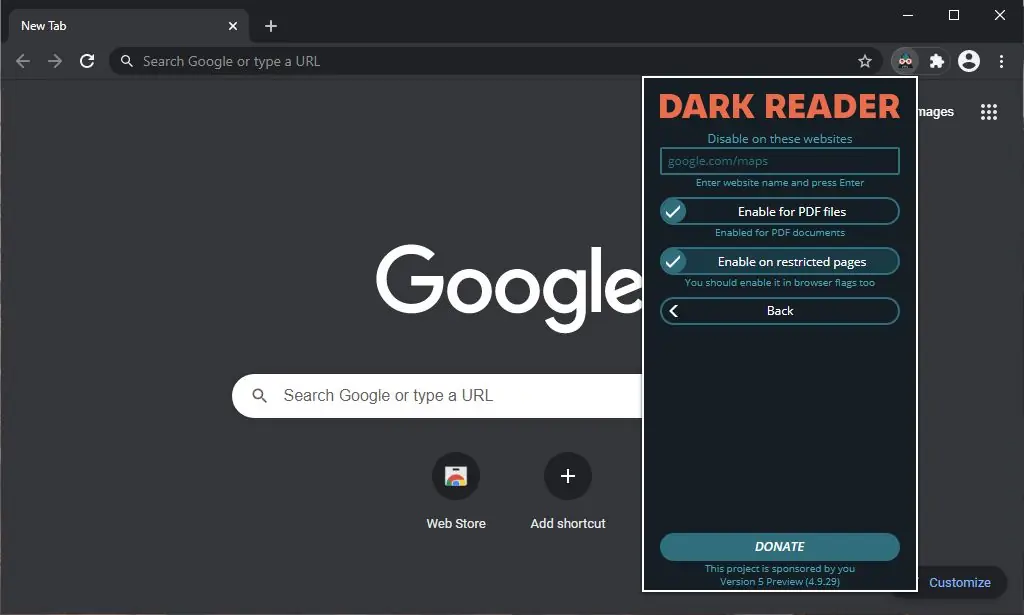 New Tab
Search Google or type a URL
DARK READER
Disable on these websites
google.com/maps
Enter website name and press Enter
Enable for PDF files
Enabled for PDF documents
Enable on restricted pages
You should enable it in browser flags too
Back
DONATE
This project is sponsored by you
Version 5 Preview (4.9.29)
mages
Google
Search Google or type a URL
Web Store
Add shortcut
Customize